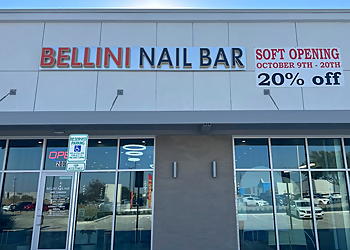 BELLINI NAIL BAR
SOFT OPENING
OCTOBER 9TH - 20TH
20% off
OPEN